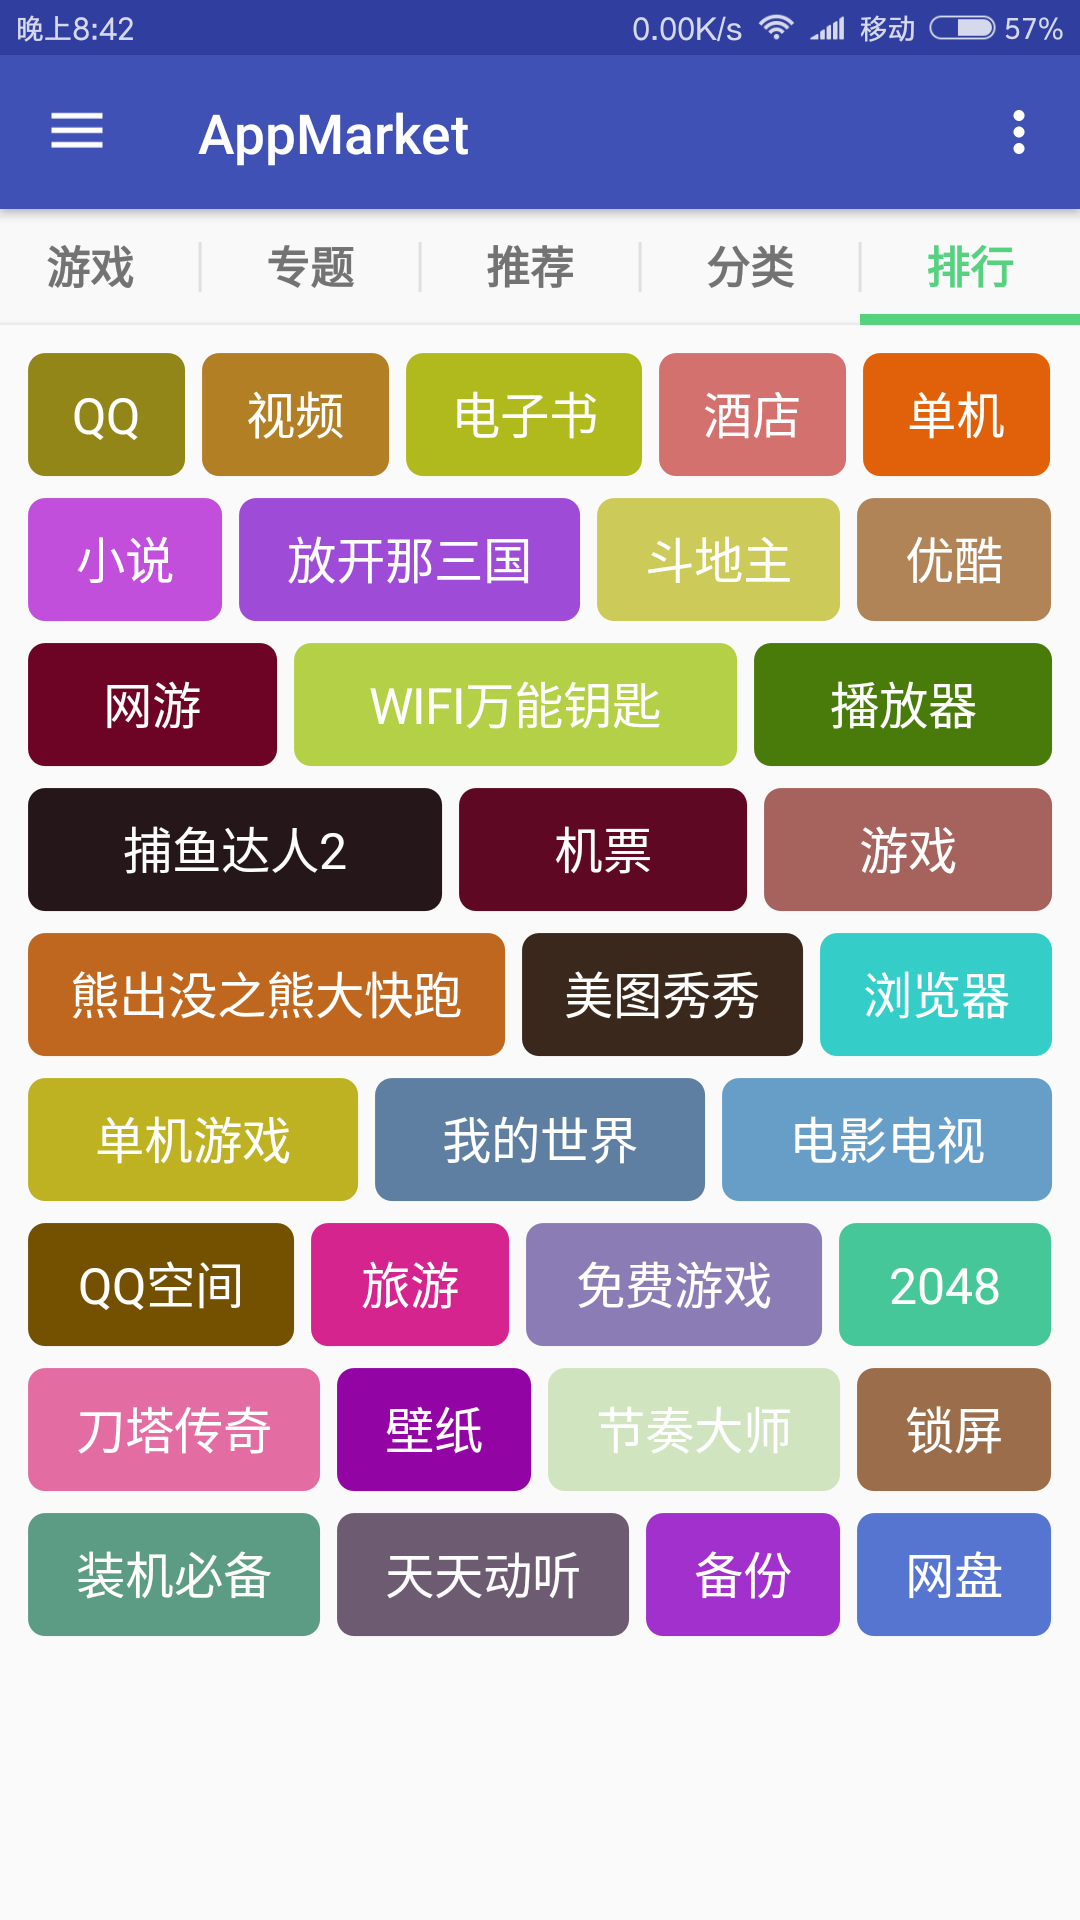 晚上8:42 0.00K/s 移动 57%
AppMarket
游戏 专题 推荐 分类 排行
QQ 视频 电子书 酒店 单机
小说 放开那三国 斗地主 优酷
网游 WIFI万能钥匙 播放器
捕鱼达人2 机票 游戏
熊出没之熊大快跑 美图秀秀 浏览器
单机游戏 我的世界 电影电视
QQ空间 旅游 免费游戏 2048
刀塔传奇 壁纸 节奏大师 锁屏
装机必备 天天动听 备份 网盘